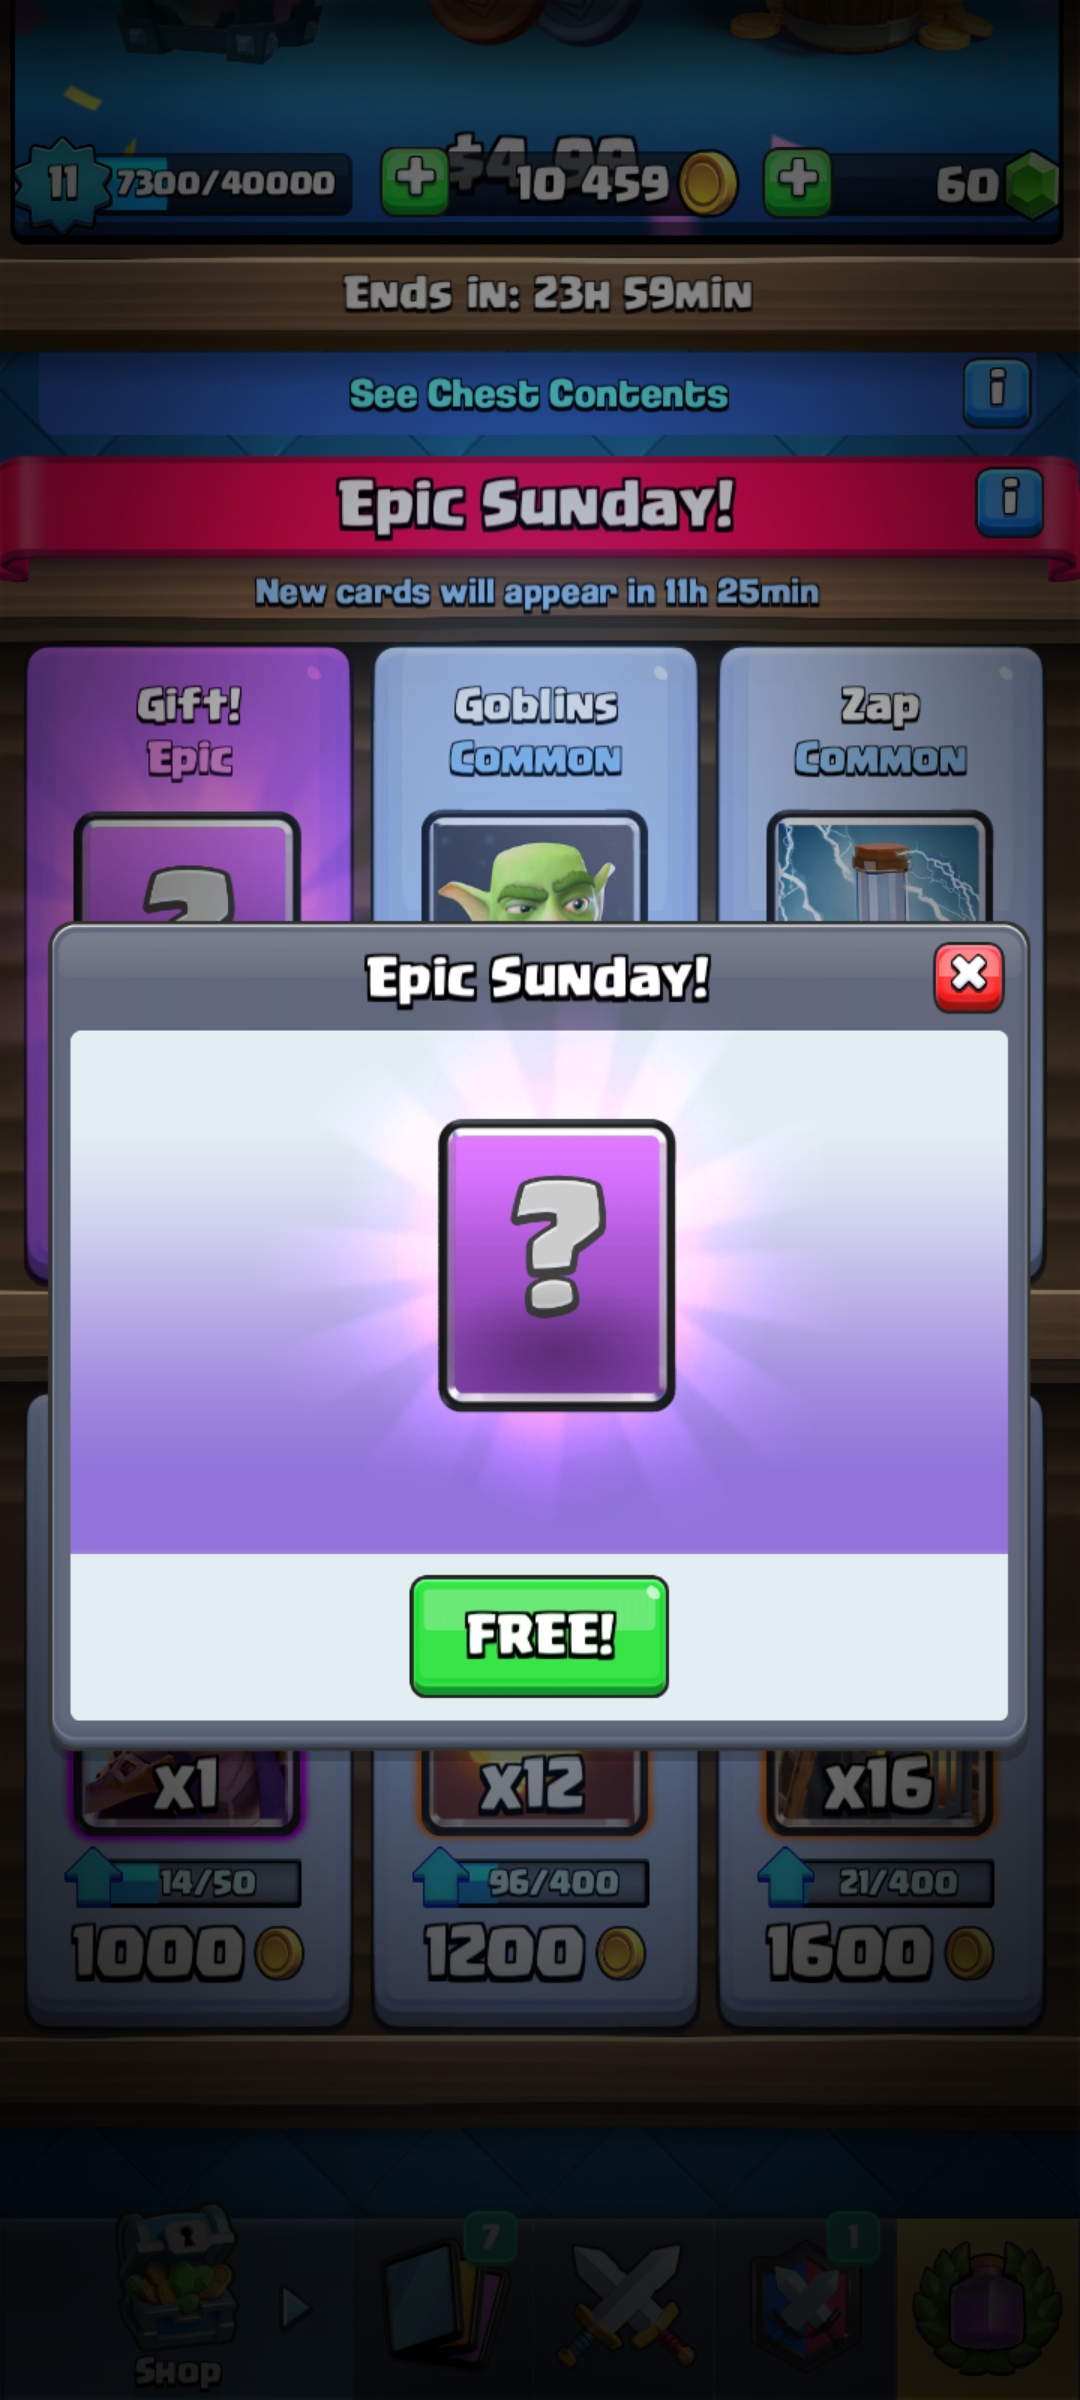 $4.99
11 7300/40000 10 459 60
Ends in: 23h 59min
See Chest Contents
Epic Sunday!
New cards will appear in 11h 25min
Gift! Goblins Zap
Epic Common Common
?
Epic Sunday!
?
FREE!
x1 x12 x16
14/50 96/400 21/400
1000 1200 1600
7 1
Shop